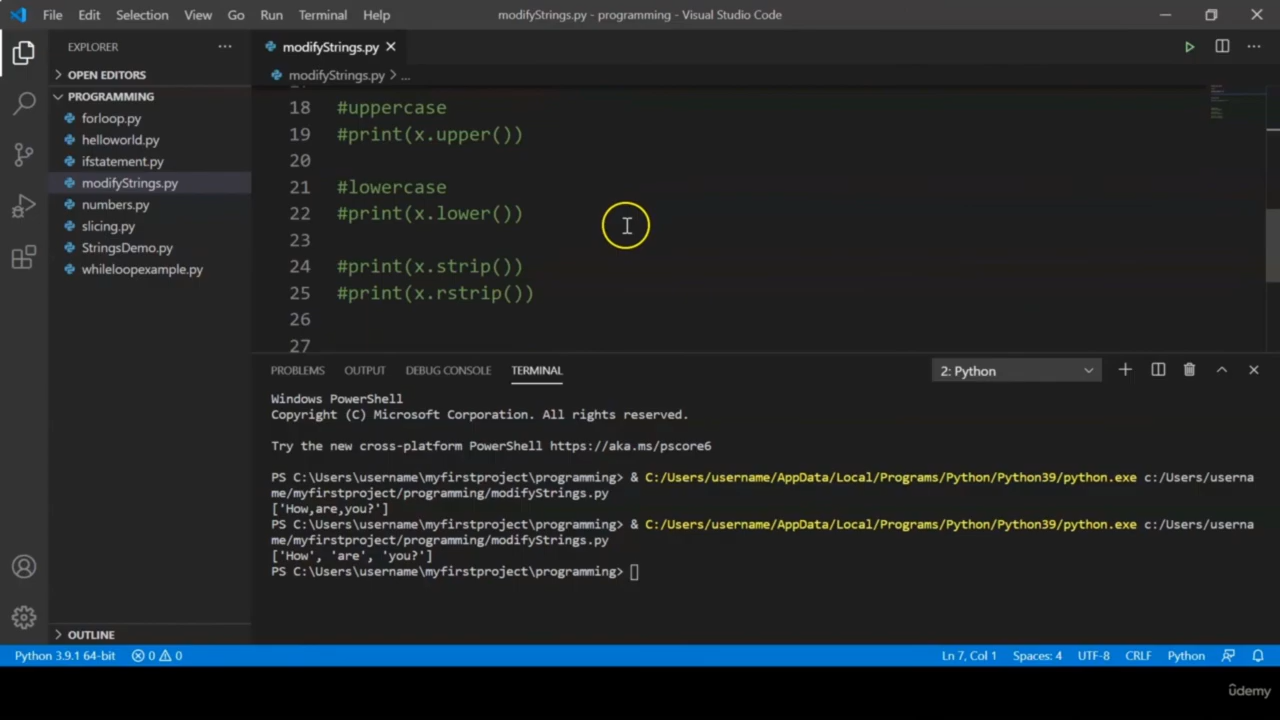 File Edit Selection View Go Run Terminal Help
modifyStrings.py - programming - Visual Studio Code
EXPLORER
OPEN EDITORS
PROGRAMMING
forloop.py
helloworld.py
ifstatement.py
modifyStrings.py
numbers.py
slicing.py
StringsDemo.py
whileloopexample.py
OUTLINE
modifyStrings.py
modifyStrings.py > ...
18 #uppercase
19 #print(x.upper())
20
21 #lowercase
22 #print(x.lower())
23
24 #print(x.strip())
25 #print(x.rstrip())
26
27
PROBLEMS OUTPUT DEBUG CONSOLE TERMINAL
2: Python
Windows PowerShell
Copyright (C) Microsoft Corporation. All rights reserved.
Try the new cross-platform PowerShell https://aka.ms/pscore6
PS C:\Users\username\myfirstproject\programming> & C:/Users/username/AppData/Local/Programs/Python/Python39/python.exe c:/Users/userna
me/myfirstproject/programming/modifyStrings.py
['How,are,you?']
PS C:\Users\username\myfirstproject\programming> & C:/Users/username/AppData/Local/Programs/Python/Python39/python.exe c:/Users/userna
me/myfirstproject/programming/modifyStrings.py
['How', 'are', 'you?']
PS C:\Users\username\myfirstproject\programming>
Python 3.9.1 64-bit 0 0 Ln 7, Col 1 Spaces: 4 UTF-8 CRLF Python
ûdemy